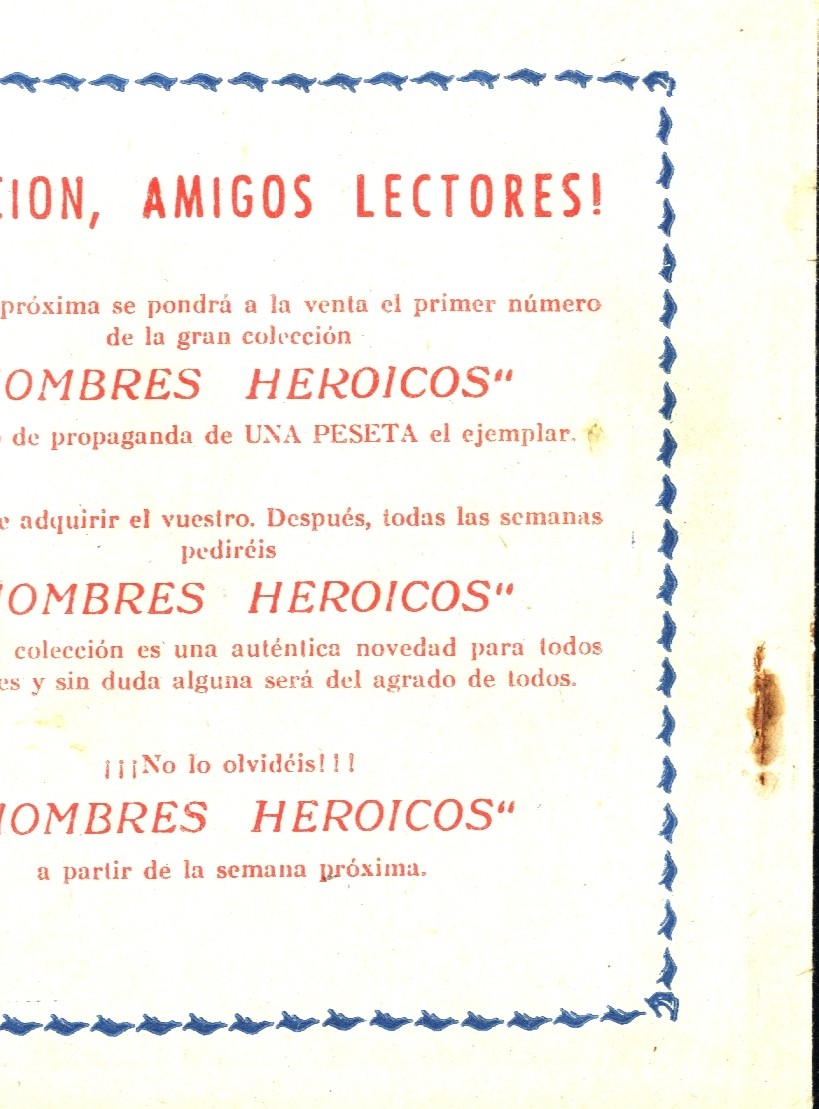 CION, AMIGOS LECTORES!
próxima se pondrá a la venta el primer número
de la gran colección
OMBRES HEROICOS“
de propaganda de UNA PESETA el ejemplar.
e adquirir el vuestro. Después, todas las semanas
pediréis
OMBRES HEROICOS“
colección es una auténtica novedad para todos
es y sin duda alguna será del agrado de todos.
¡¡¡No lo olvidéis!!!
HOMBRES HEROICOS“
a partir de la semana próxima.